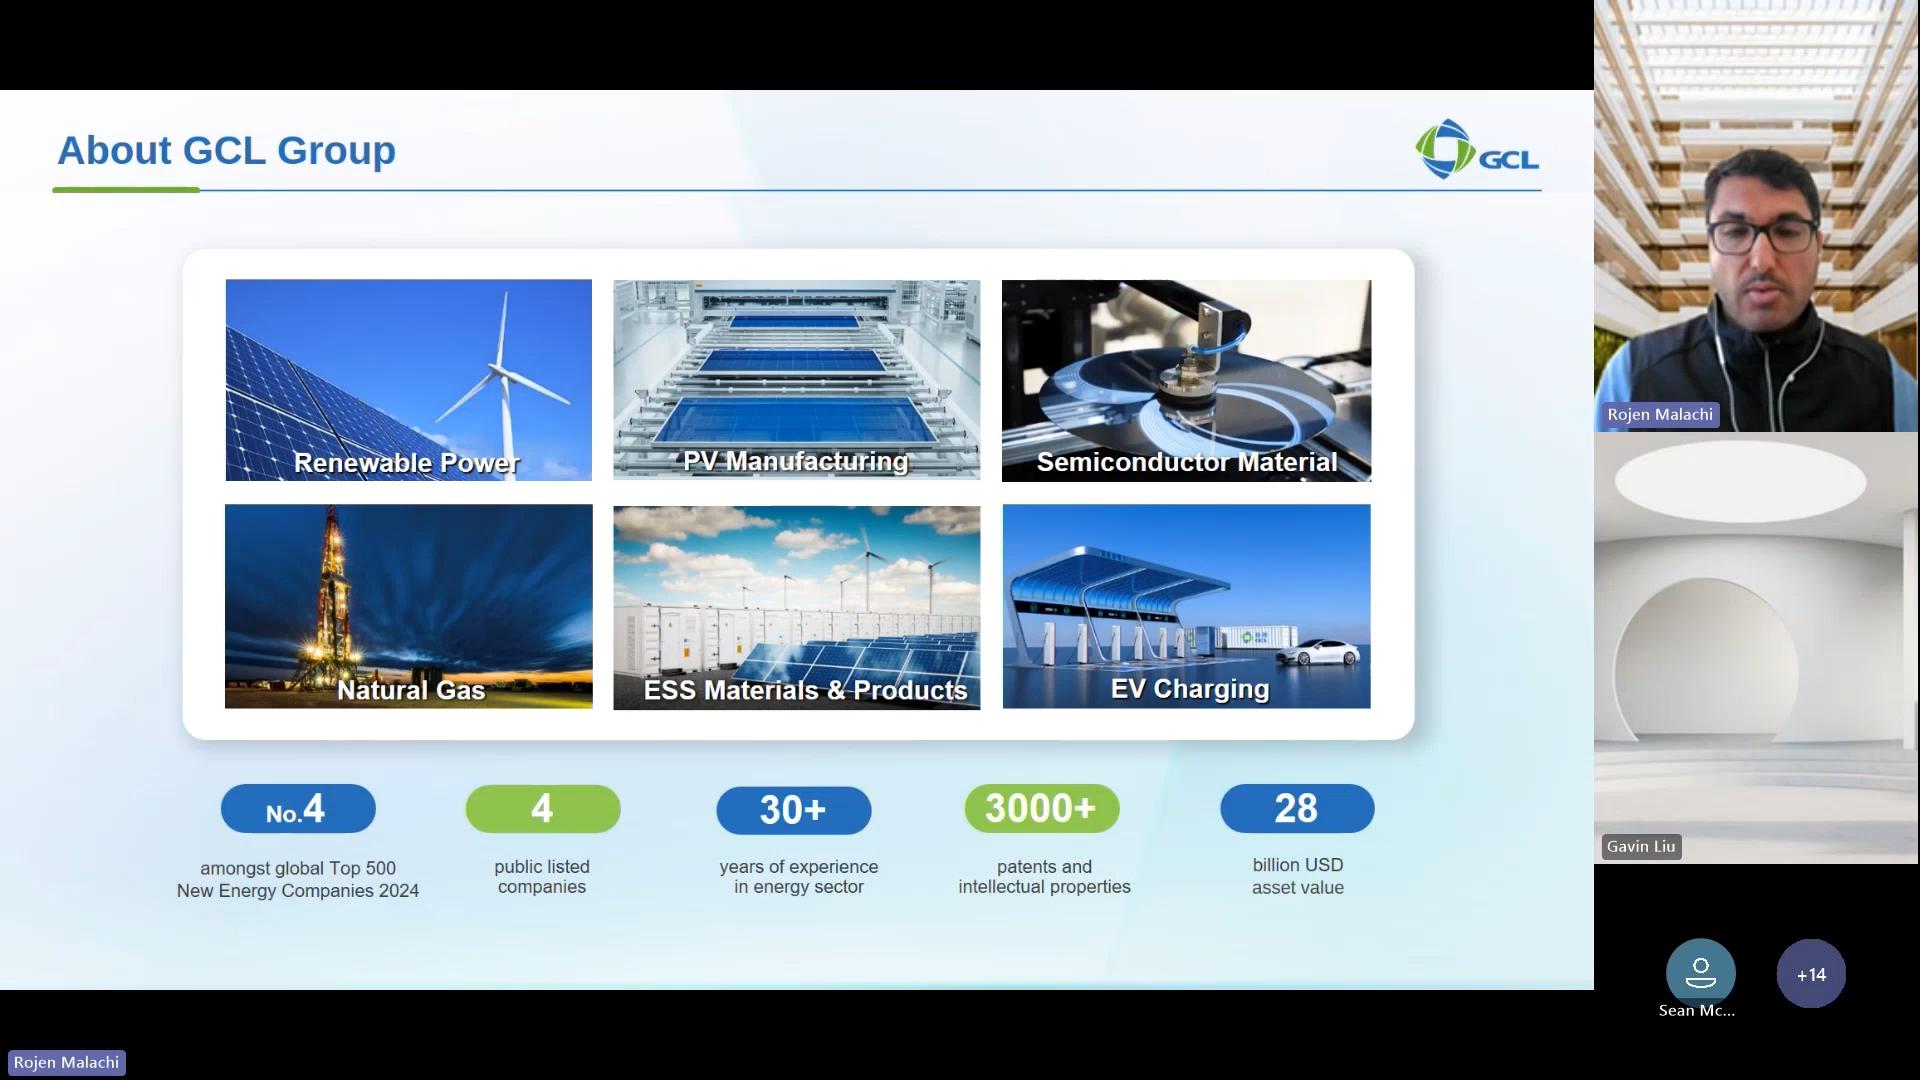 About GCL Group
GCL
Renewable Power
PV Manufacturing
Semiconductor Material
Natural Gas
ESS Materials & Products
EV Charging
No.4
amongst global Top 500
New Energy Companies 2024
4
public listed
companies
30+
years of experience
in energy sector
3000+
patents and
intellectual properties
28
billion USD
asset value
Rojen Malachi
Gavin Liu
Sean Mc...
+14
Rojen Malachi